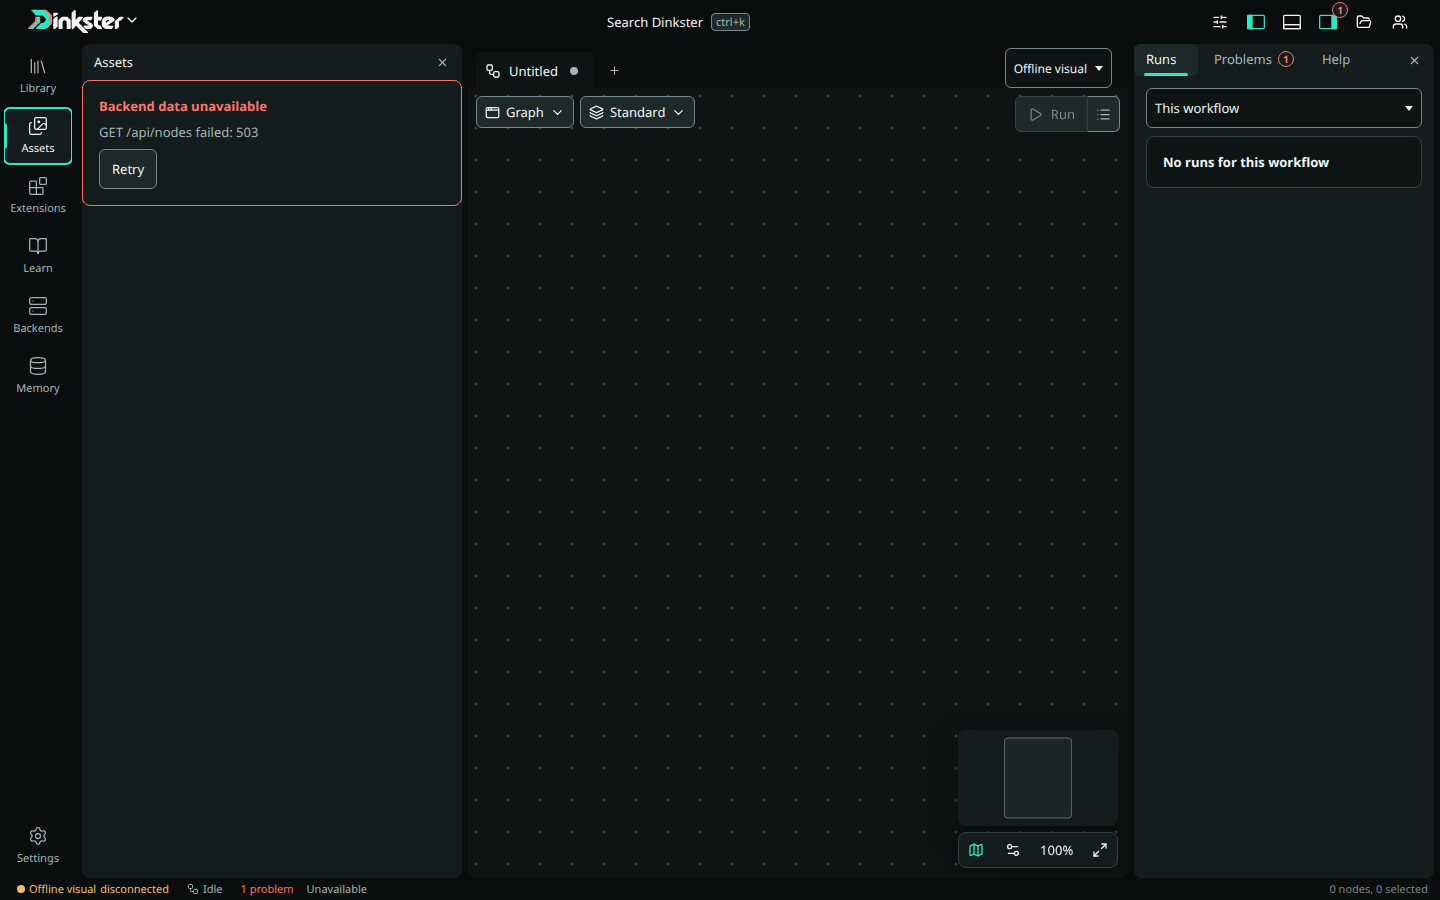 Dinkster
Search Dinkster ctrl+k
1
Library
Assets
Extensions
Learn
Backends
Memory
Settings
Assets
Backend data unavailable
GET /api/nodes failed: 503
Retry
Untitled
Offline visual
Graph
Standard
Run
100%
Runs
Problems 1
Help
This workflow
No runs for this workflow
Offline visual disconnected
Idle
1 problem
Unavailable
0 nodes, 0 selected